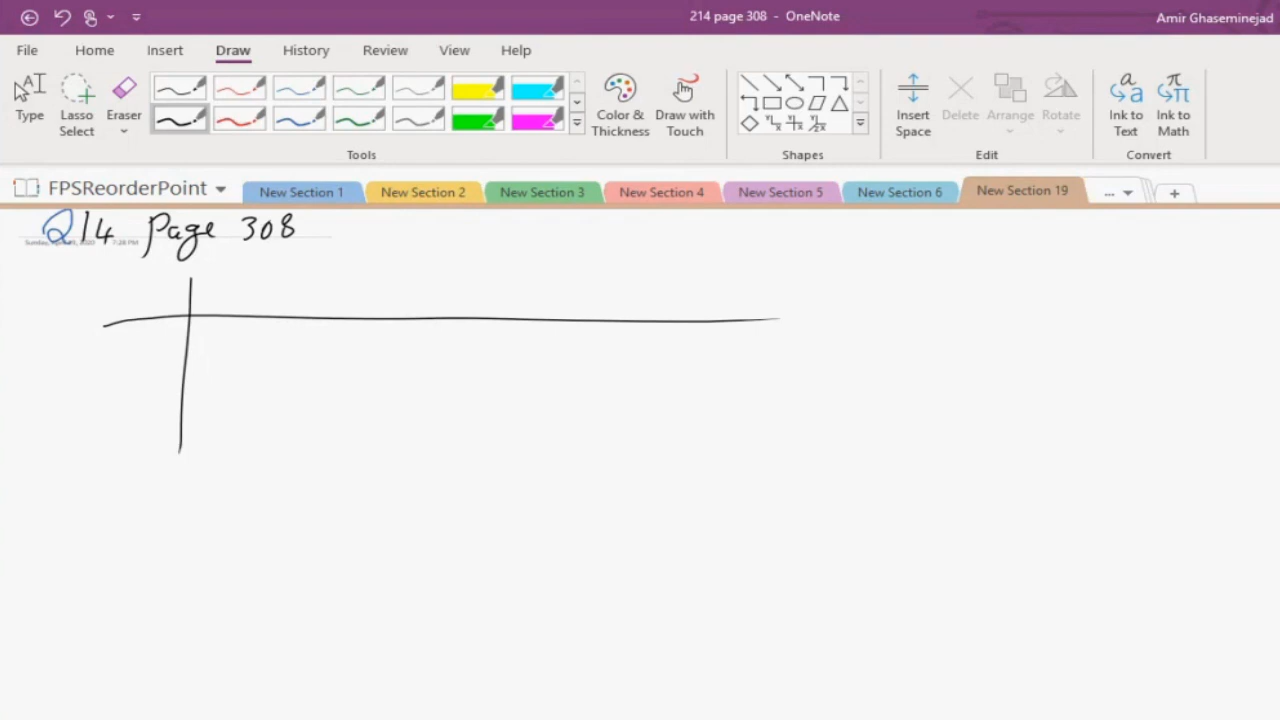 214 page 308 - OneNote
Amir Ghaseminejad
File Home Insert Draw History Review View Help
Type
Lasso Select
Eraser
Color & Thickness
Draw with Touch
Insert Space
Delete
Arrange
Rotate
Ink to Text
Ink to Math
Tools Shapes Edit Convert
FPSReorderPoint New Section 1 New Section 2 New Section 3 New Section 4 New Section 5 New Section 6 New Section 19 ... +
Q14 Page 308
7:28 PM